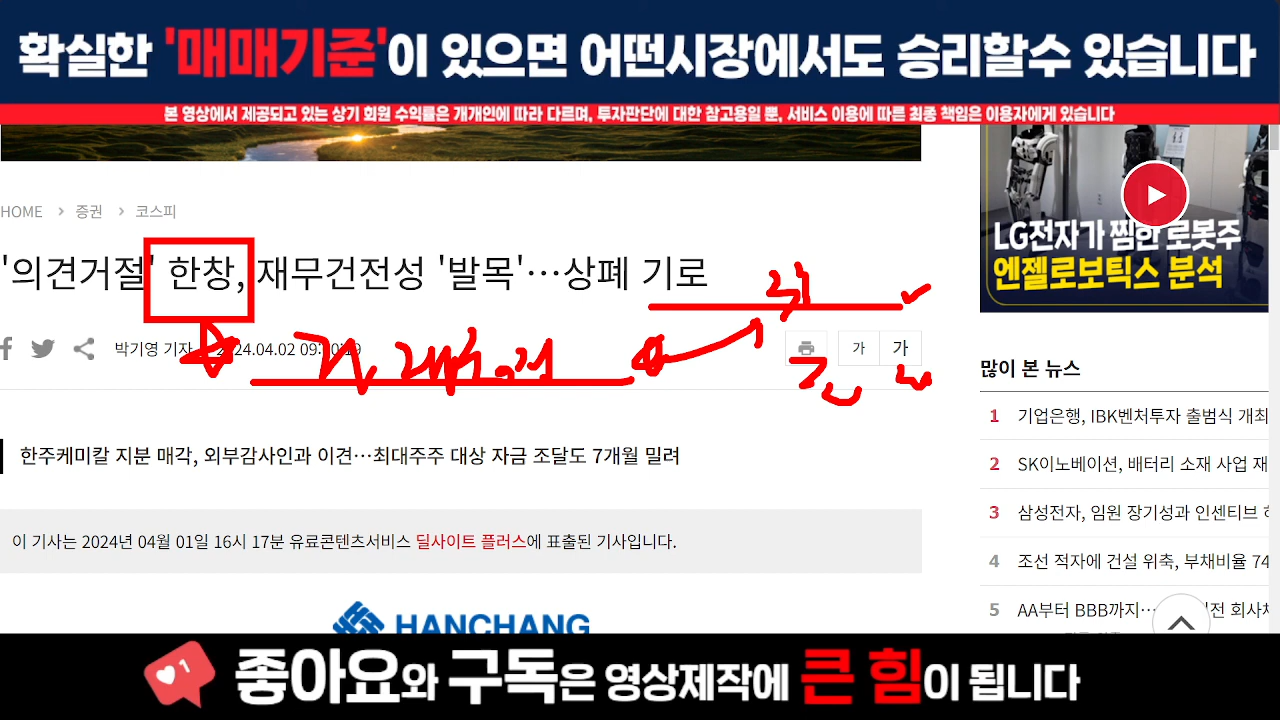 확실한 '매매기준'이 있으면 어떤시장에서도 승리할수 있습니다
본 영상에서 제공되고 있는 상기 회원 수익률은 개개인에 따라 다르며, 투자판단에 대한 참고용일 뿐, 서비스 이용에 따른 최종 책임은 이용자에게 있습니다
HOME > 증권 > 코스피
'의견거절' 한창, 재무건전성 '발목'…상폐 기로
박기영 기자
가 가
한주케미칼 지분 매각, 외부감사인과 이견…최대주주 대상 자금 조달도 7개월 밀려
이 기사는 2024년 04월 01일 16시 17분 유료콘텐츠서비스 딜사이트 플러스에 표출된 기사입니다.
HANCHANG
LG전자가 찜한 로봇주
엔젤로보틱스 분석
많이 본 뉴스
1 기업은행, IBK벤처투자 출범식 개최
2 SK이노베이션, 배터리 소재 사업 재
3 삼성전자, 임원 장기성과 인센티브
4 조선 적자에 건설 위축, 부채비율 74
5 AA부터 BBB까지…
좋아요와 구독은 영상제작에 큰 힘이 됩니다